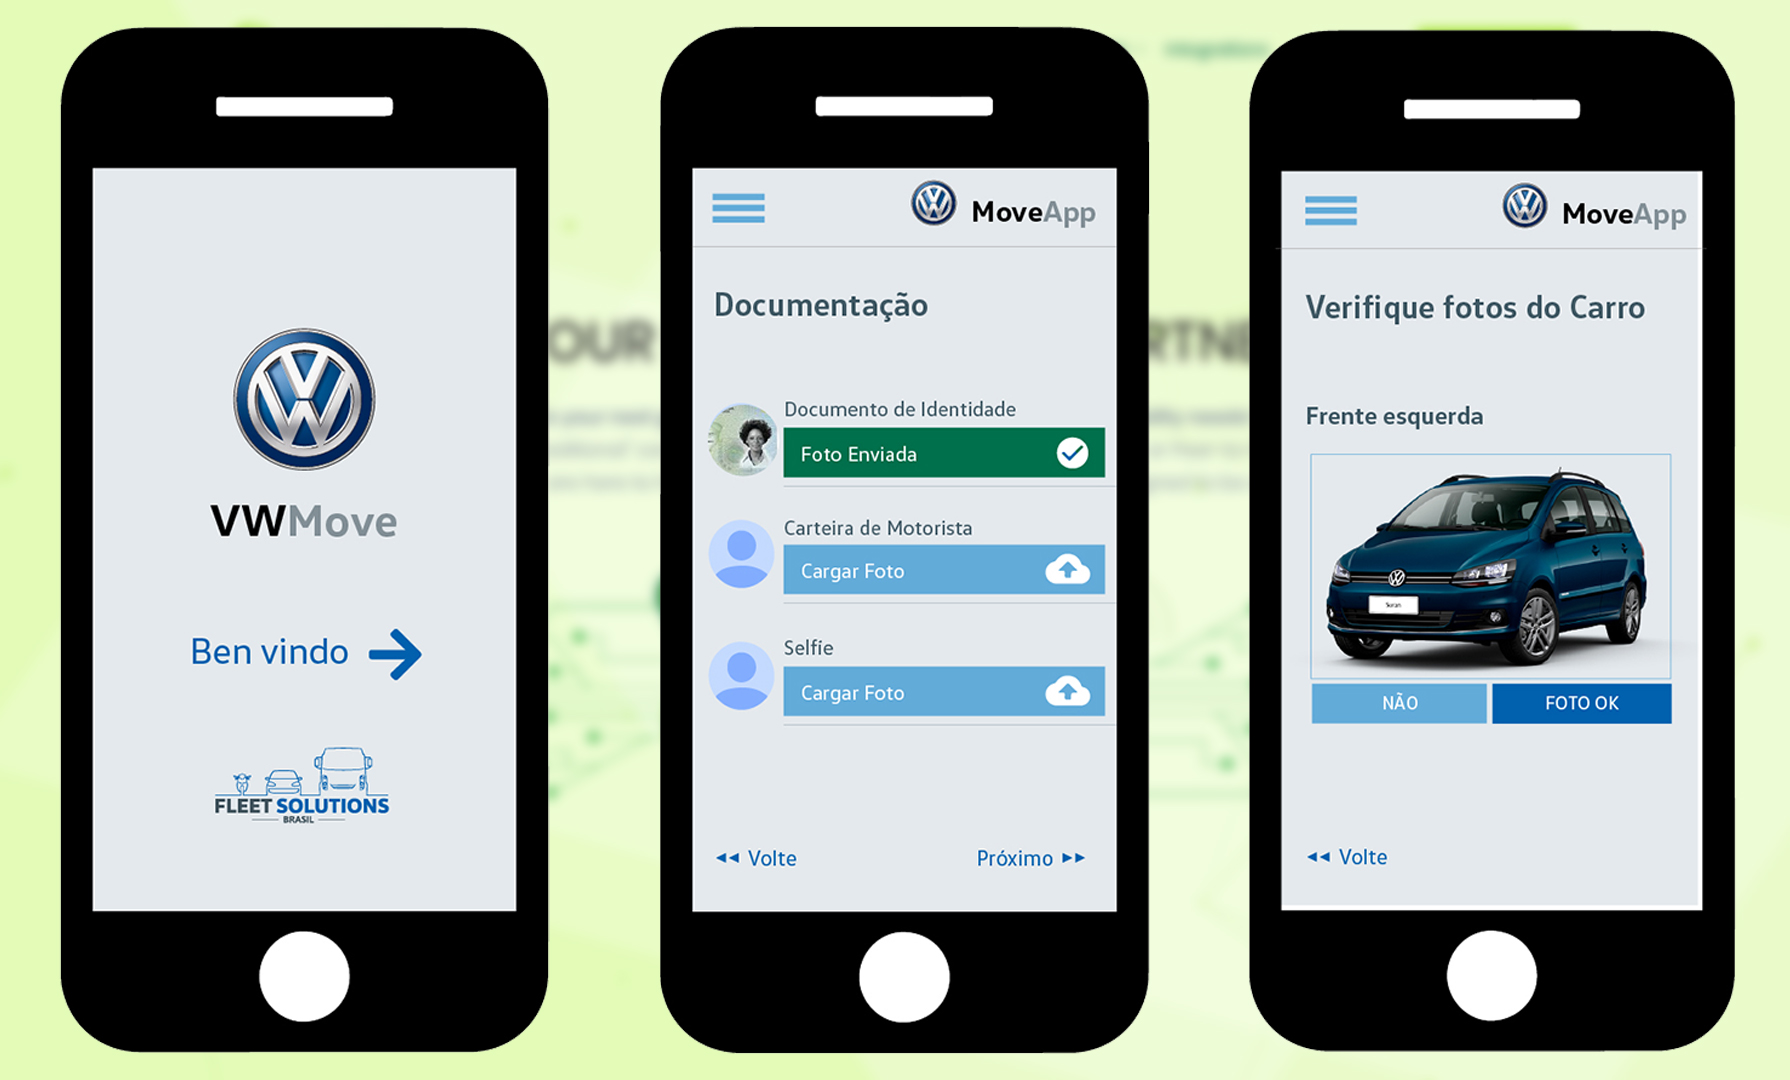 VWMove
Ben vindo
FLEET SOLUTIONS
BRASIL
MoveApp
Documentação
Documento de Identidade
Foto Enviada
Carteira de Motorista
Cargar Foto
Selfie
Cargar Foto
Volte
Próximo
MoveApp
Verifique fotos do Carro
Frente esquerda
NÃO
FOTO OK
Volte
OUR